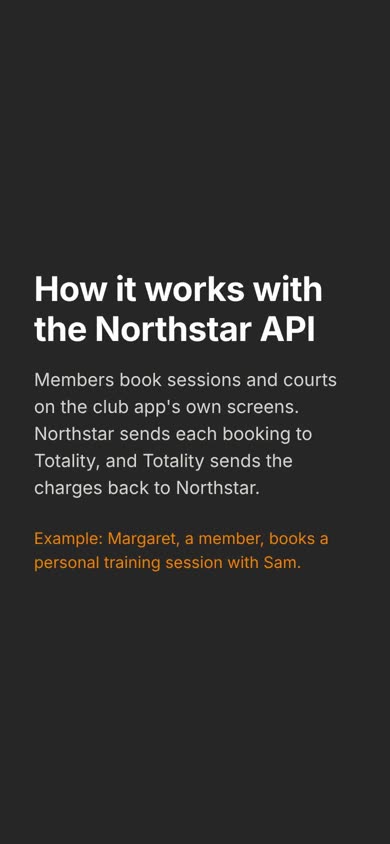 How it works with
the Northstar API
Members book sessions and courts
on the club app's own screens.
Northstar sends each booking to
Totality, and Totality sends the
charges back to Northstar.
Example: Margaret, a member, books a
personal training session with Sam.